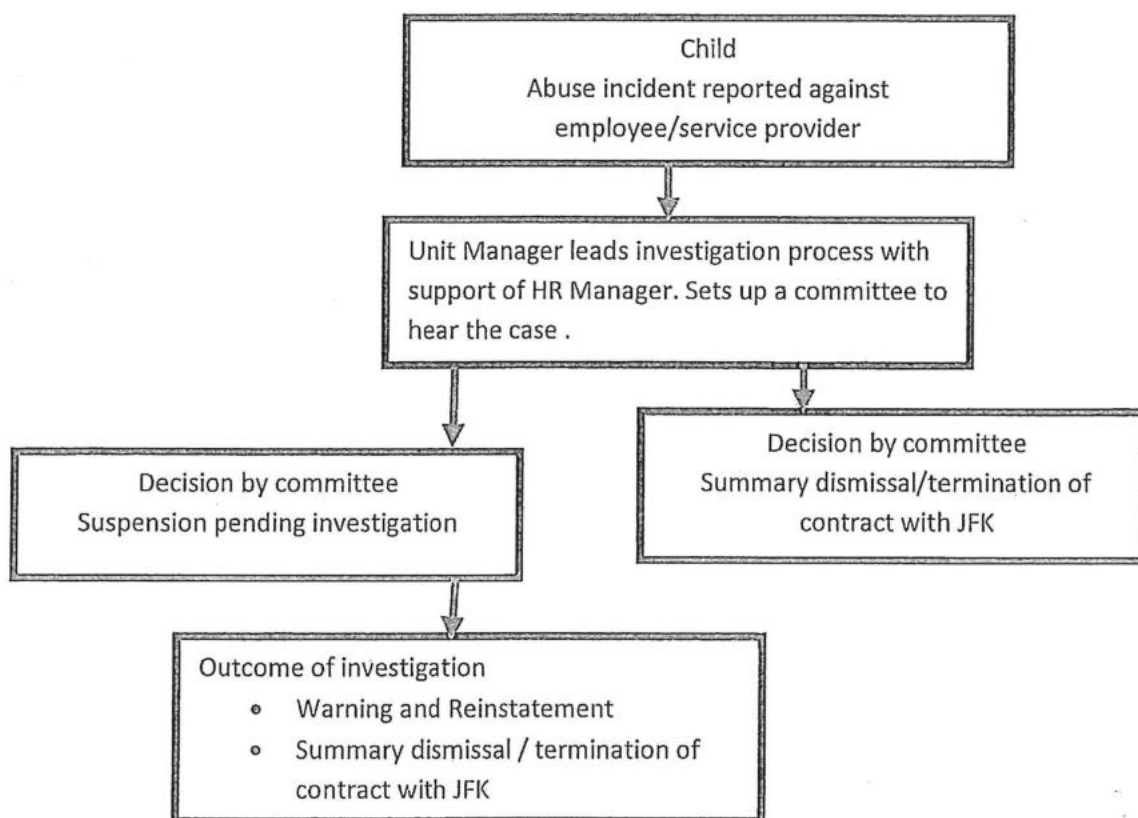 Child
Abuse incident reported against
employee/service provider
Unit Manager leads investigation process with
support of HR Manager. Sets up a committee to
hear the case .
Decision by committee
Suspension pending investigation
Decision by committee
Summary dismissal/termination of
contract with JFK
Outcome of investigation
• Warning and Reinstatement
• Summary dismissal / termination of
contract with JFK